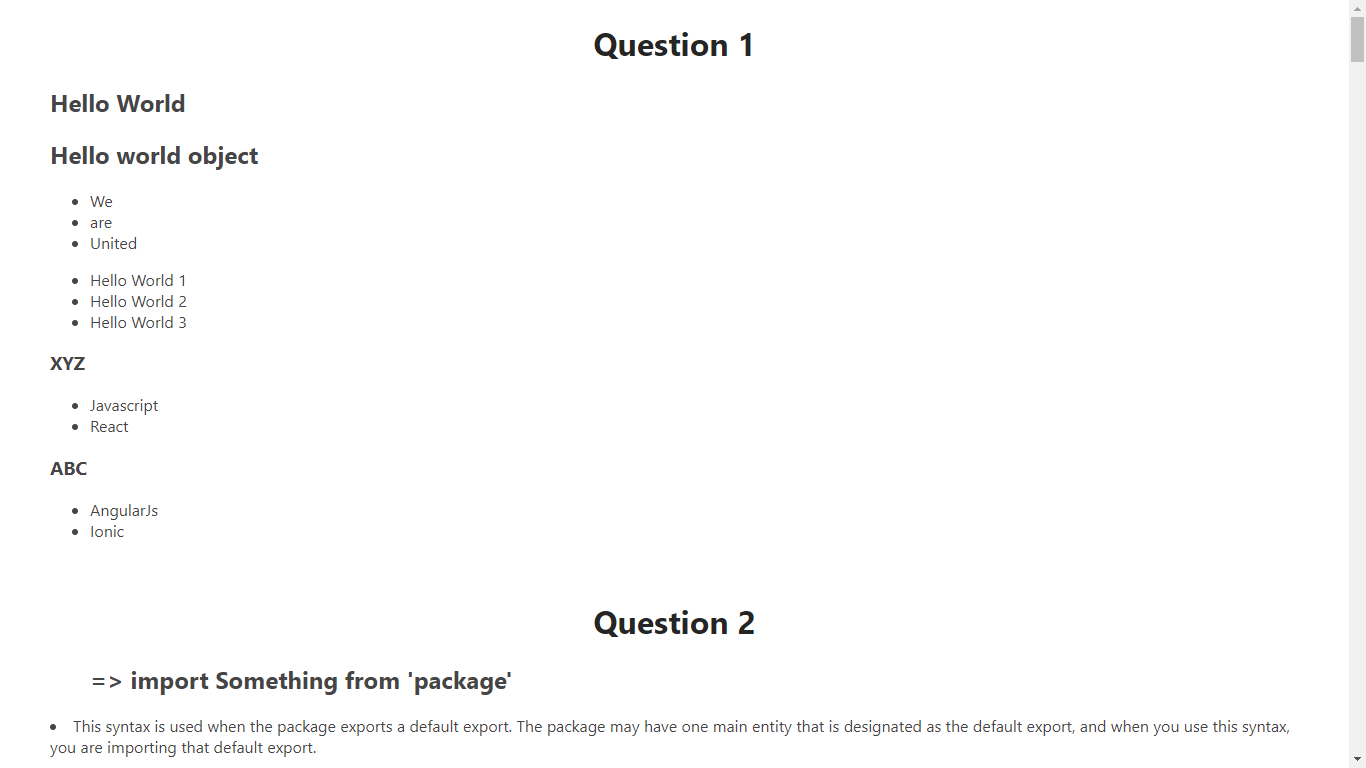 Question 1
Hello World
Hello world object
We
are
United
Hello World 1
Hello World 2
Hello World 3
XYZ
Javascript
React
ABC
AngularJs
Ionic
Question 2
=> import Something from 'package'
This syntax is used when the package exports a default export. The package may have one main entity that is designated as the default export, and when you use this syntax,
you are importing that default export.